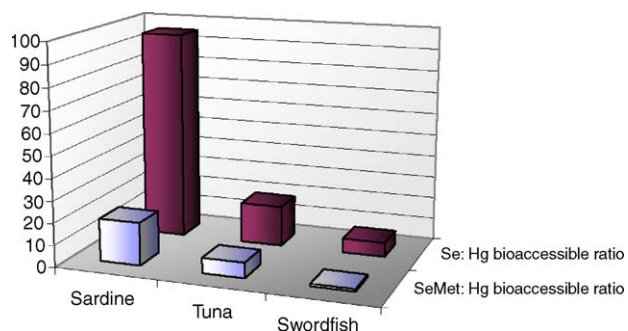 100
90
80
70
60
50
40
30
20
10
0
Sardine
Tuna
Swordfish
Se: Hg bioaccessible ratio
SeMet: Hg bioaccessible ratio